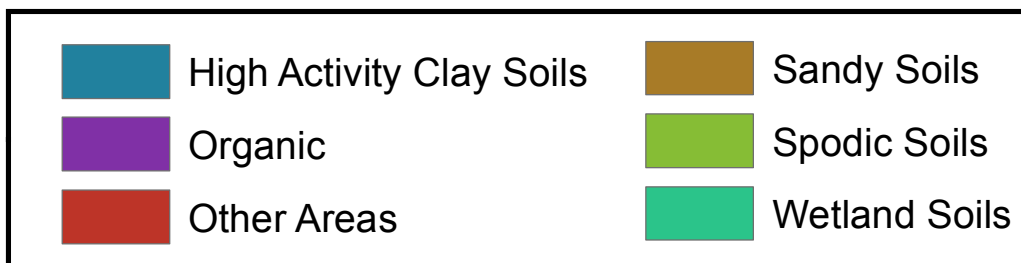 High Activity Clay Soils
Organic
Other Areas
Sandy Soils
Spodic Soils
Wetland Soils